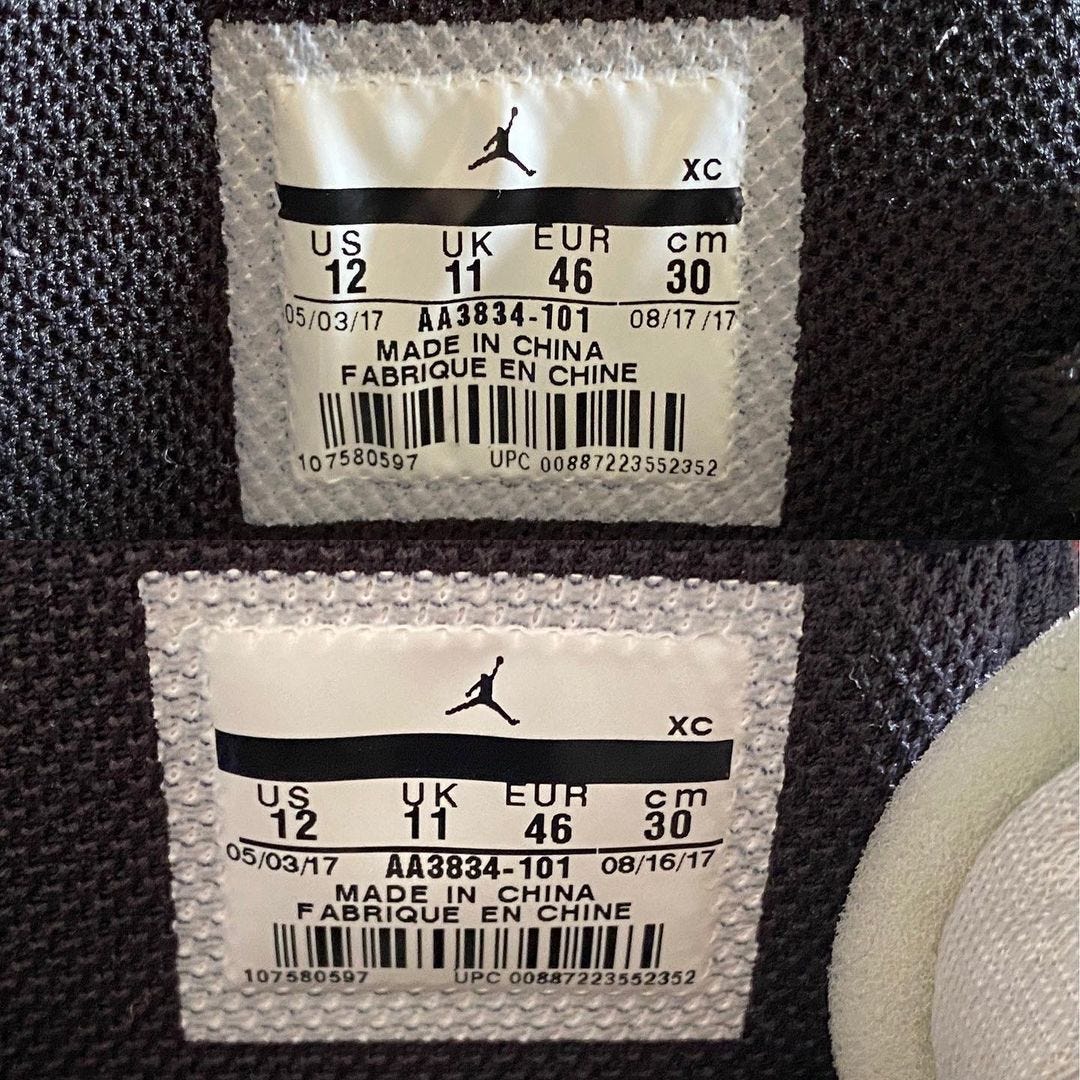 XC
US UK EUR cm
12 11 46 30
05/03/17 AA3834-101 08/17/17
MADE IN CHINA
FABRIQUE EN CHINE
107580597 UPC 00887223552352
XC
US UK EUR cm
12 11 46 30
05/03/17 AA3834-101 08/16/17
MADE IN CHINA
FABRIQUE EN CHINE
107580597 UPC 00887223552352